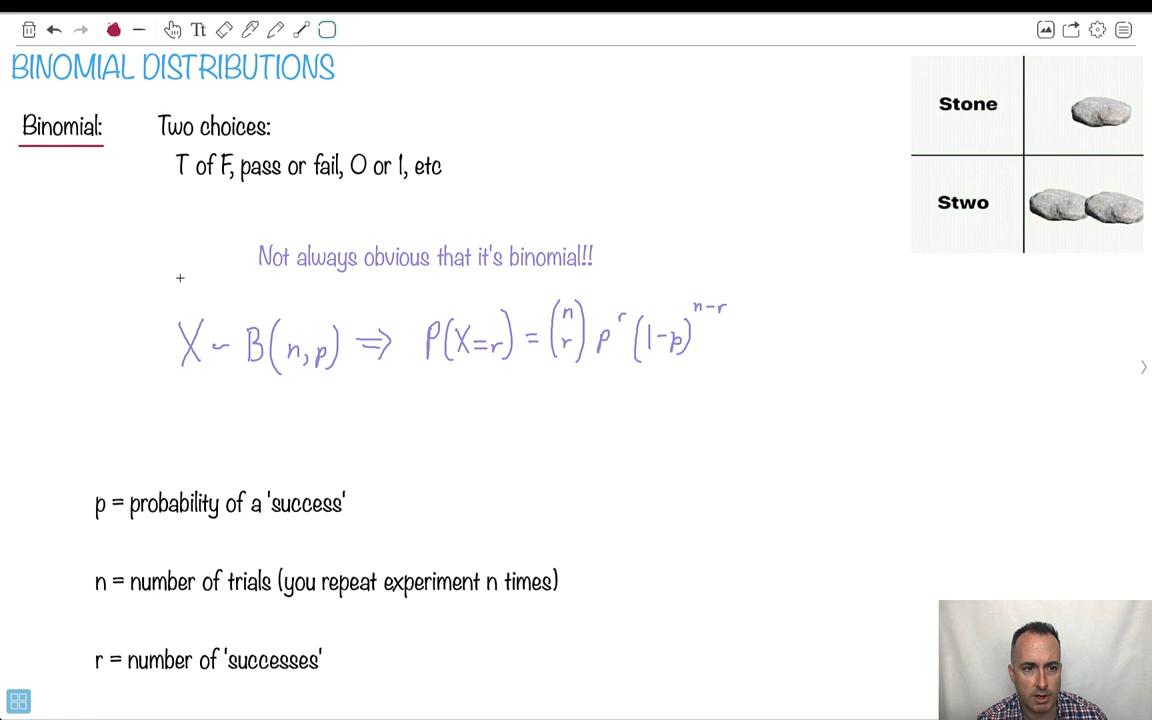 Tt
BINOMIAL DISTRIBUTIONS
Binomial: Two choices:
T of F, pass or fail, 0 or 1, etc
Stone
Stwo
Not always obvious that it's binomial!!
X ~ B(n,p) ⇒ P(X=r) = (n r) p^r (1-p)^{n-r}
p = probability of a 'success'
n = number of trials (you repeat experiment n times)
r = number of 'successes'